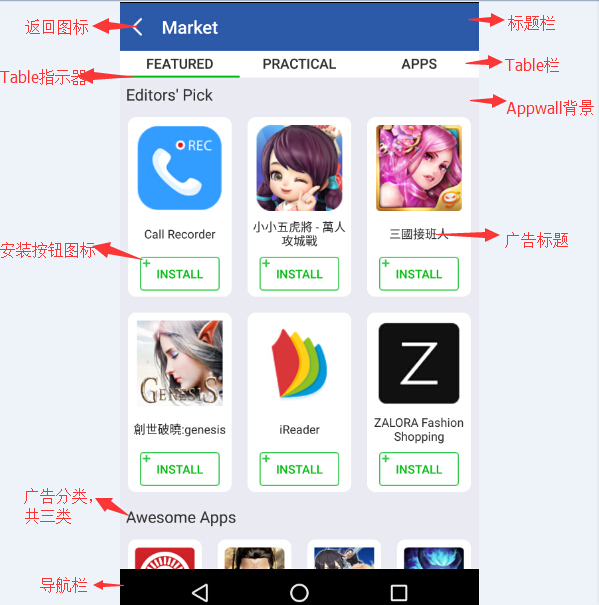 返回图标
Market
标题栏
FEATURED PRACTICAL APPS
Table栏
Table指示器
Editors' Pick
Appwall背景
REC
Call Recorder
小小五虎將 - 萬人
攻城戰
三國接班人
广告标题
安装按钮图标
INSTALL INSTALL INSTALL
GENESIS
Z
創世破曉:genesis
iReader
ZALORA Fashion
Shopping
INSTALL INSTALL INSTALL
广告分类，
共三类
Awesome Apps
导航栏